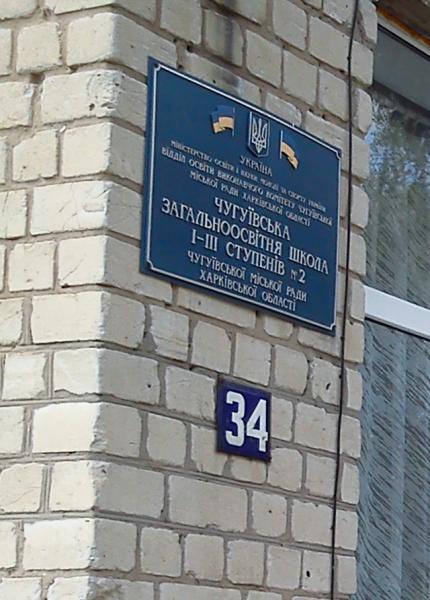 УКРАЇНА
МІНІСТЕРСТВО ОСВІТИ І НАУКИ, МОЛОДІ ТА СПОРТУ УКРАЇНИ
ВІДДІЛ ОСВІТИ ВИКОНАВЧОГО КОМІТЕТУ ЧУГУЇВСЬКОЇ
МІСЬКОЇ РАДИ ХАРКІВСЬКОЇ ОБЛАСТІ
ЧУГУЇВСЬКА
ЗАГАЛЬНООСВІТНЯ ШКОЛА
І-ІІІ СТУПЕНІВ №2
ЧУГУЇВСЬКОЇ МІСЬКОЇ РАДИ
ХАРКІВСЬКОЇ ОБЛАСТІ
34